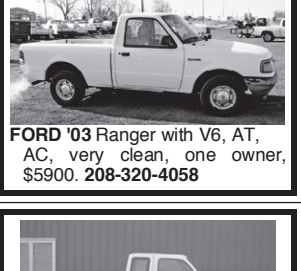 FORD '03 Ranger with V6, AT,
AC, very clean, one owner,
$5900. 208-320-4058